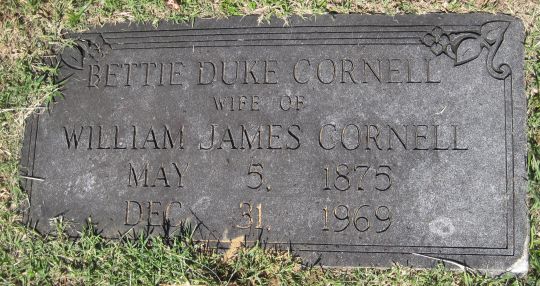 BETTIE DUKE CORNELL
WIFE OF
WILLIAM JAMES CORNELL
MAY 5, 1875
DEC. 31, 1969